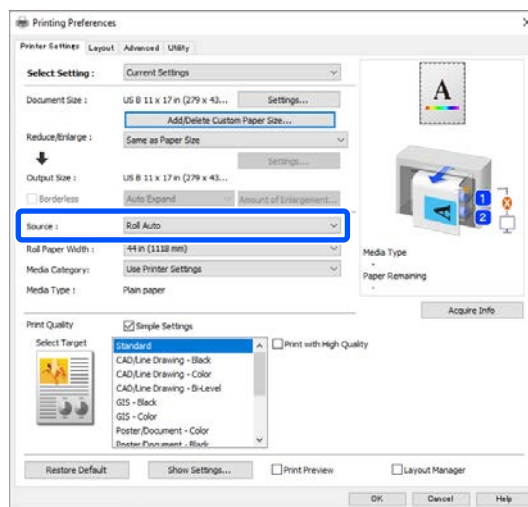 Printing Preferences
Printer Settings Layout Advanced Utility
Select Setting : Current Settings
Document Size : US B 11 x 17 in (279 x 43... Settings...
Add/Delete Custom Paper Size...
Reduce/Enlarge : Same as Paper Size
Settings...
Output Size : US B 11 x 17 in (279 x 43...
Borderless Auto Expand Amount of Enlargement...
Source : Roll Auto
Roll Paper Width : 44 in (1118 mm)
Media Category: Use Printer Settings
Media Type : Plain paper
A
A
1
2
Media Type
-
Paper Remaining
-
Acquire Info
Print Quality Simple Settings
Select Target
Standard
CAD/Line Drawing - Black
CAD/Line Drawing - Color
CAD/Line Drawing - Bi-Level
GIS - Black
GIS - Color
Poster/Document - Color
Poster/Document - Black
Print with High Quality
Restore Default Show Settings... Print Preview Layout Manager
OK Cancel Help